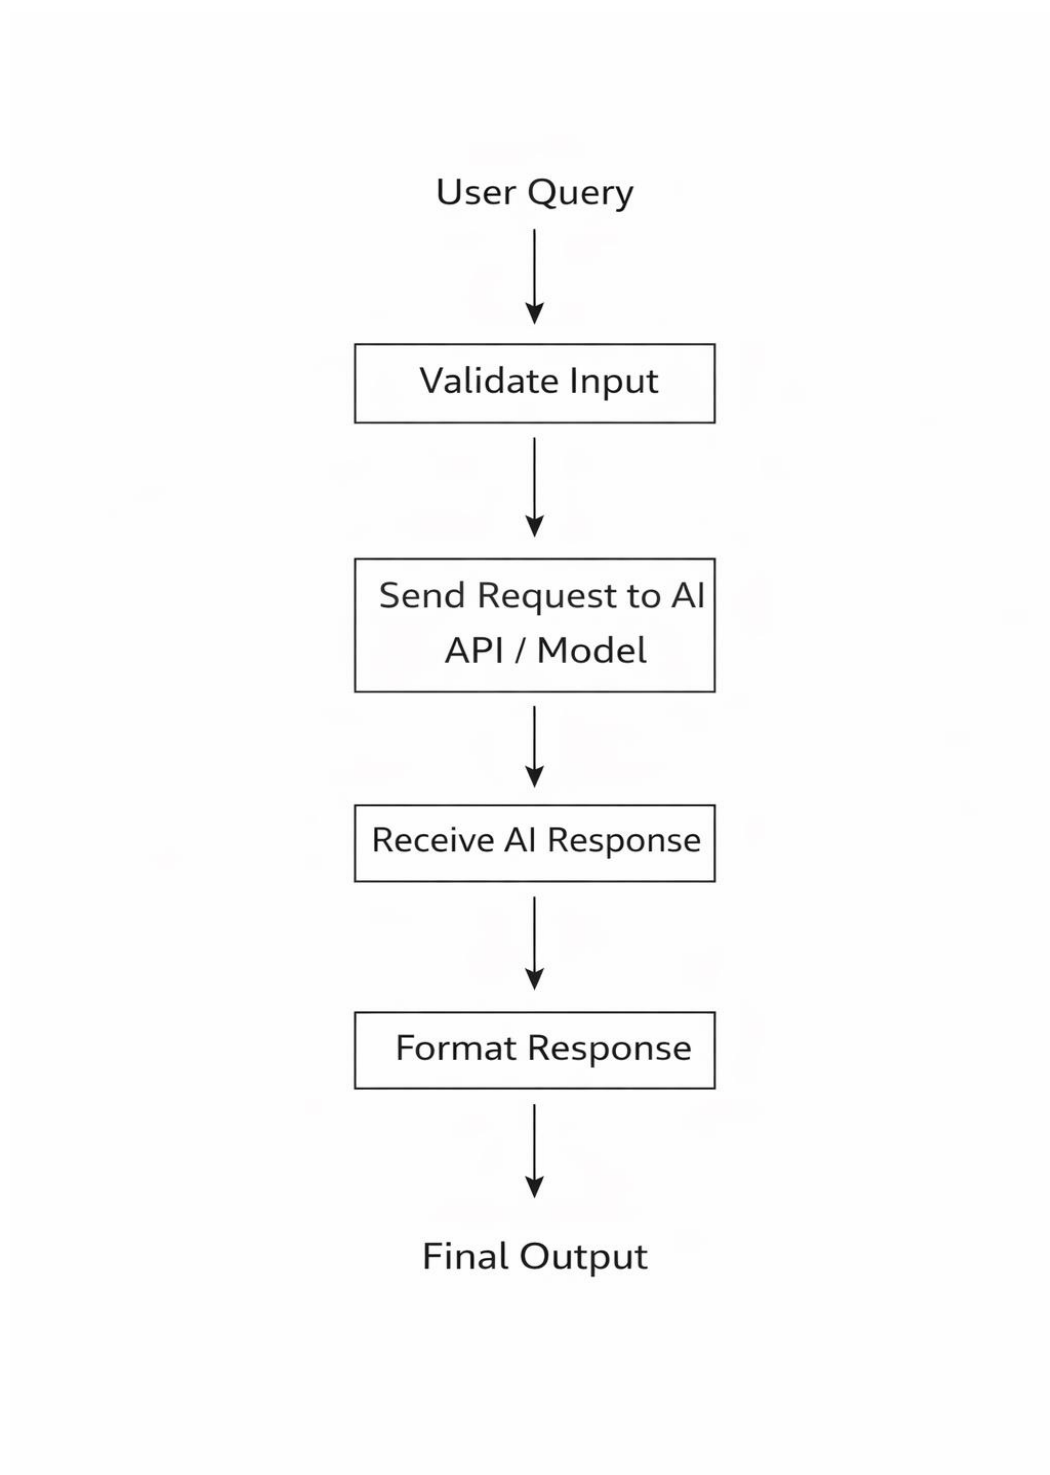 User Query
Validate Input
Send Request to AI
API / Model
Receive AI Response
Format Response
Final Output